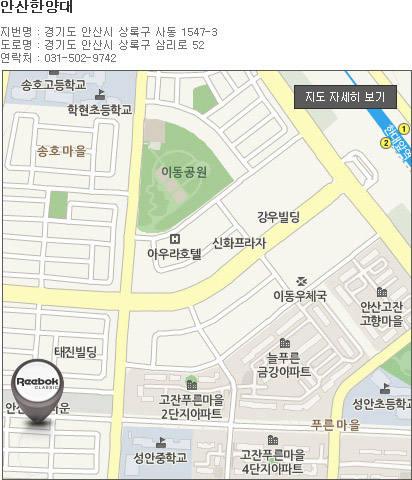 안산한양대
지번명 : 경기도 안산시 상록구 사동 1547-3
도로명 : 경기도 안산시 상록구 삼리로 52
연락처 : 031-502-9742
송호고등학교
지도 자세히 보기
학현초등학교
1
2
한대앞역
송호마을
이동공원
강우빌딩
신화프라자
아우라호텔
이동우체국
안산고잔
고향마을
태진빌딩
늘푸른
금강아파트
Reebok
CLASSIC
고잔푸른마을
2단지아파트
성안초등학교
푸른마을
성안중학교
고잔푸른마을
4단지아파트